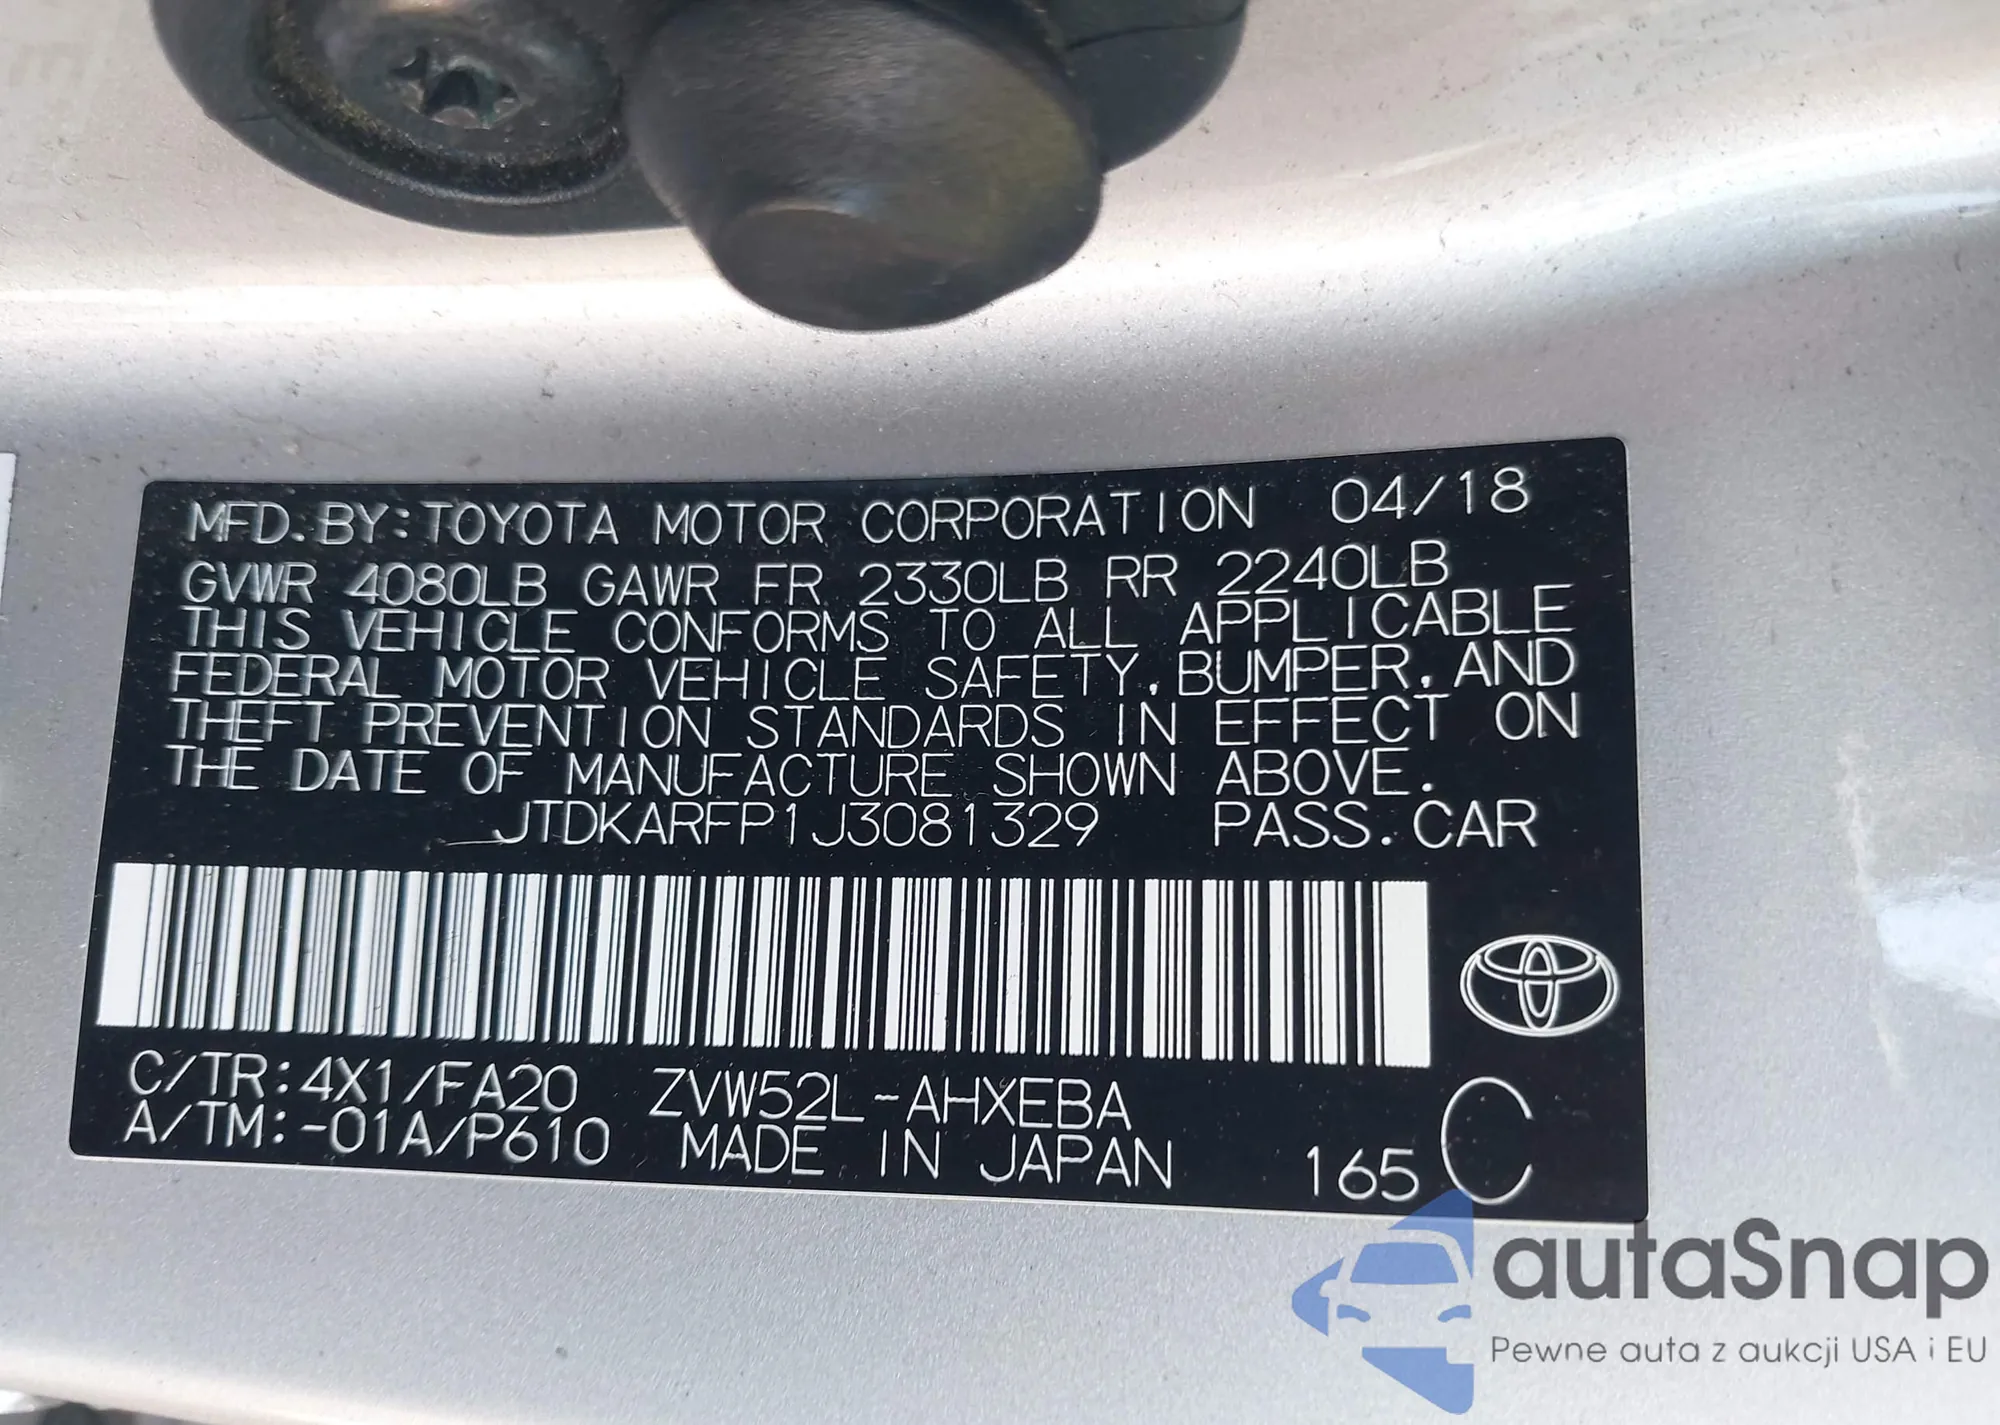 MFD.BY:TOYOTA MOTOR CORPORATION 04/18
GVWR 4080LB GAWR FR 2330LB RR 2240LB
THIS VEHICLE CONFORMS TO ALL APPLICABLE
FEDERAL MOTOR VEHICLE SAFETY,BUMPER,AND
THEFT PREVENTION STANDARDS IN EFFECT ON
THE DATE OF MANUFACTURE SHOWN ABOVE.
JTDKARFP1J3081329 PASS.CAR
C/TR:4X1/FA20 ZVW52L-AHXEBA
A/TM:-01A/P610 MADE IN JAPAN 165 C
autaSnap
Pewne auta z aukcji USA i EU